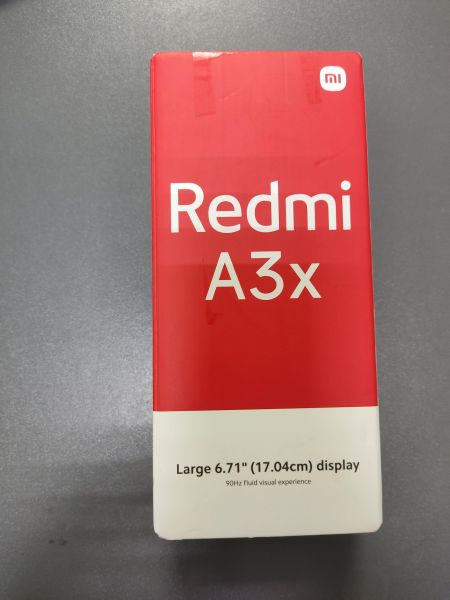 mi
Redmi
A3x
Large 6.71" (17.04cm) display
90Hz fluid visual experience